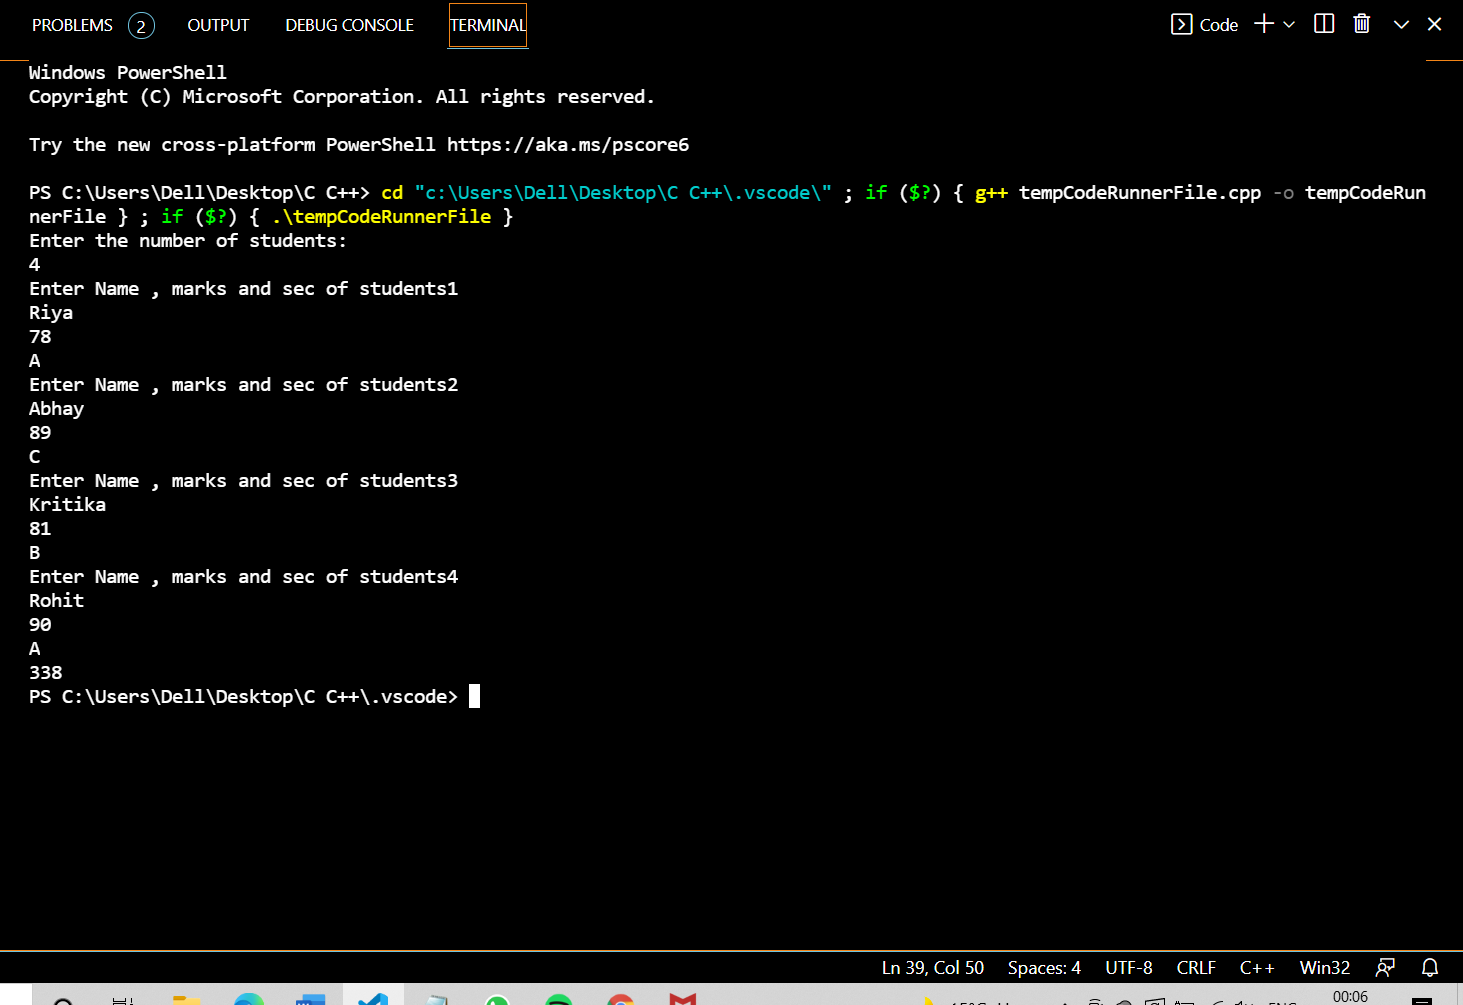 PROBLEMS 2 OUTPUT DEBUG CONSOLE TERMINAL Code
Windows PowerShell
Copyright (C) Microsoft Corporation. All rights reserved.
Try the new cross-platform PowerShell https://aka.ms/pscore6
PS C:\Users\Dell\Desktop\C C++> cd "c:\Users\Dell\Desktop\C C++\.vscode\" ; if ($?) { g++ tempCodeRunnerFile.cpp -o tempCodeRun
nerFile } ; if ($?) { .\tempCodeRunnerFile }
Enter the number of students:
4
Enter Name , marks and sec of students1
Riya
78
A
Enter Name , marks and sec of students2
Abhay
89
C
Enter Name , marks and sec of students3
Kritika
81
B
Enter Name , marks and sec of students4
Rohit
90
A
338
PS C:\Users\Dell\Desktop\C C++\.vscode>
Ln 39, Col 50 Spaces: 4 UTF-8 CRLF C++ Win32
00:06